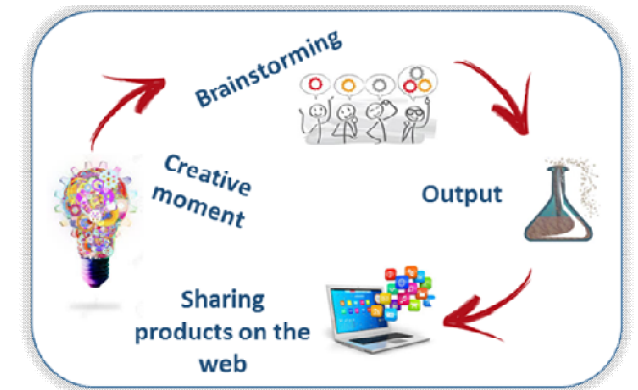 Brainstorming
Creative
moment
Output
Sharing
products on the
web